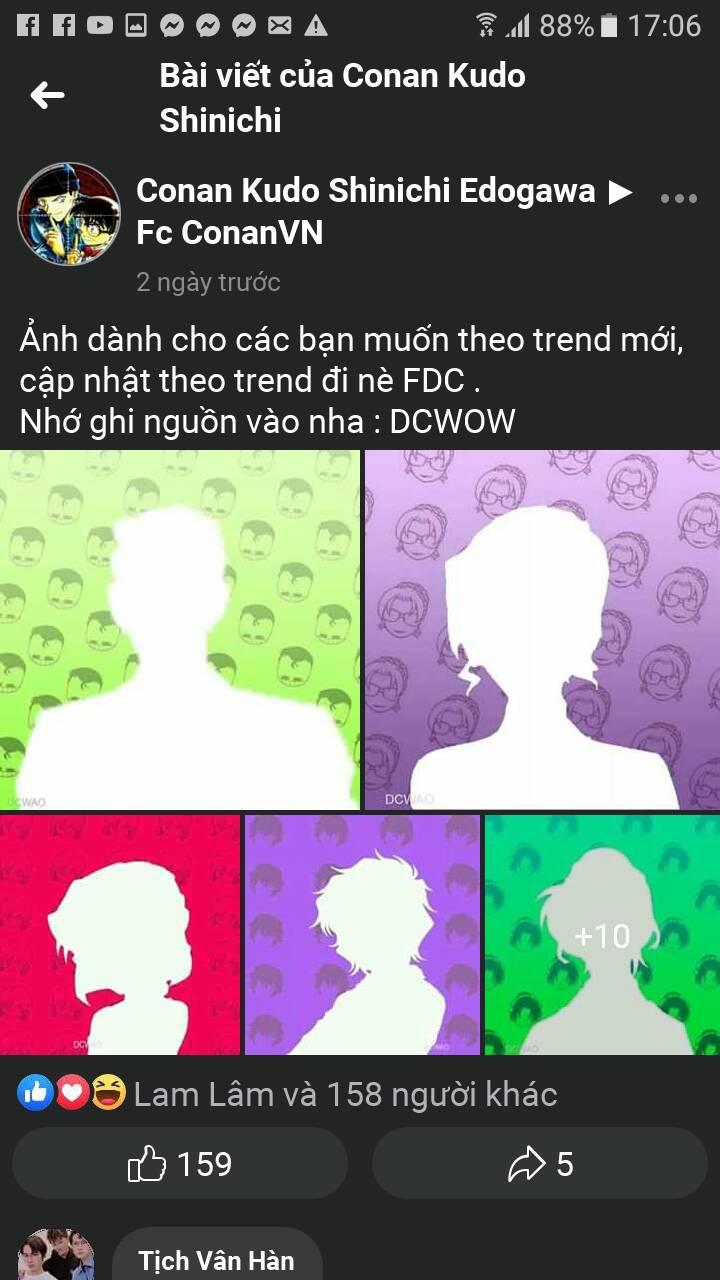 88% 17:06
Bài viết của Conan Kudo
Shinichi
Conan Kudo Shinichi Edogawa ▶
Fc ConanVN
2 ngày trước
Ảnh dành cho các bạn muốn theo trend mới,
cập nhật theo trend đi nè FDC .
Nhớ ghi nguồn vào nha : DCWOW
DCWAO
DCWAO
+10
Lam Lâm và 158 người khác
159
5
Tịch Vân Hàn